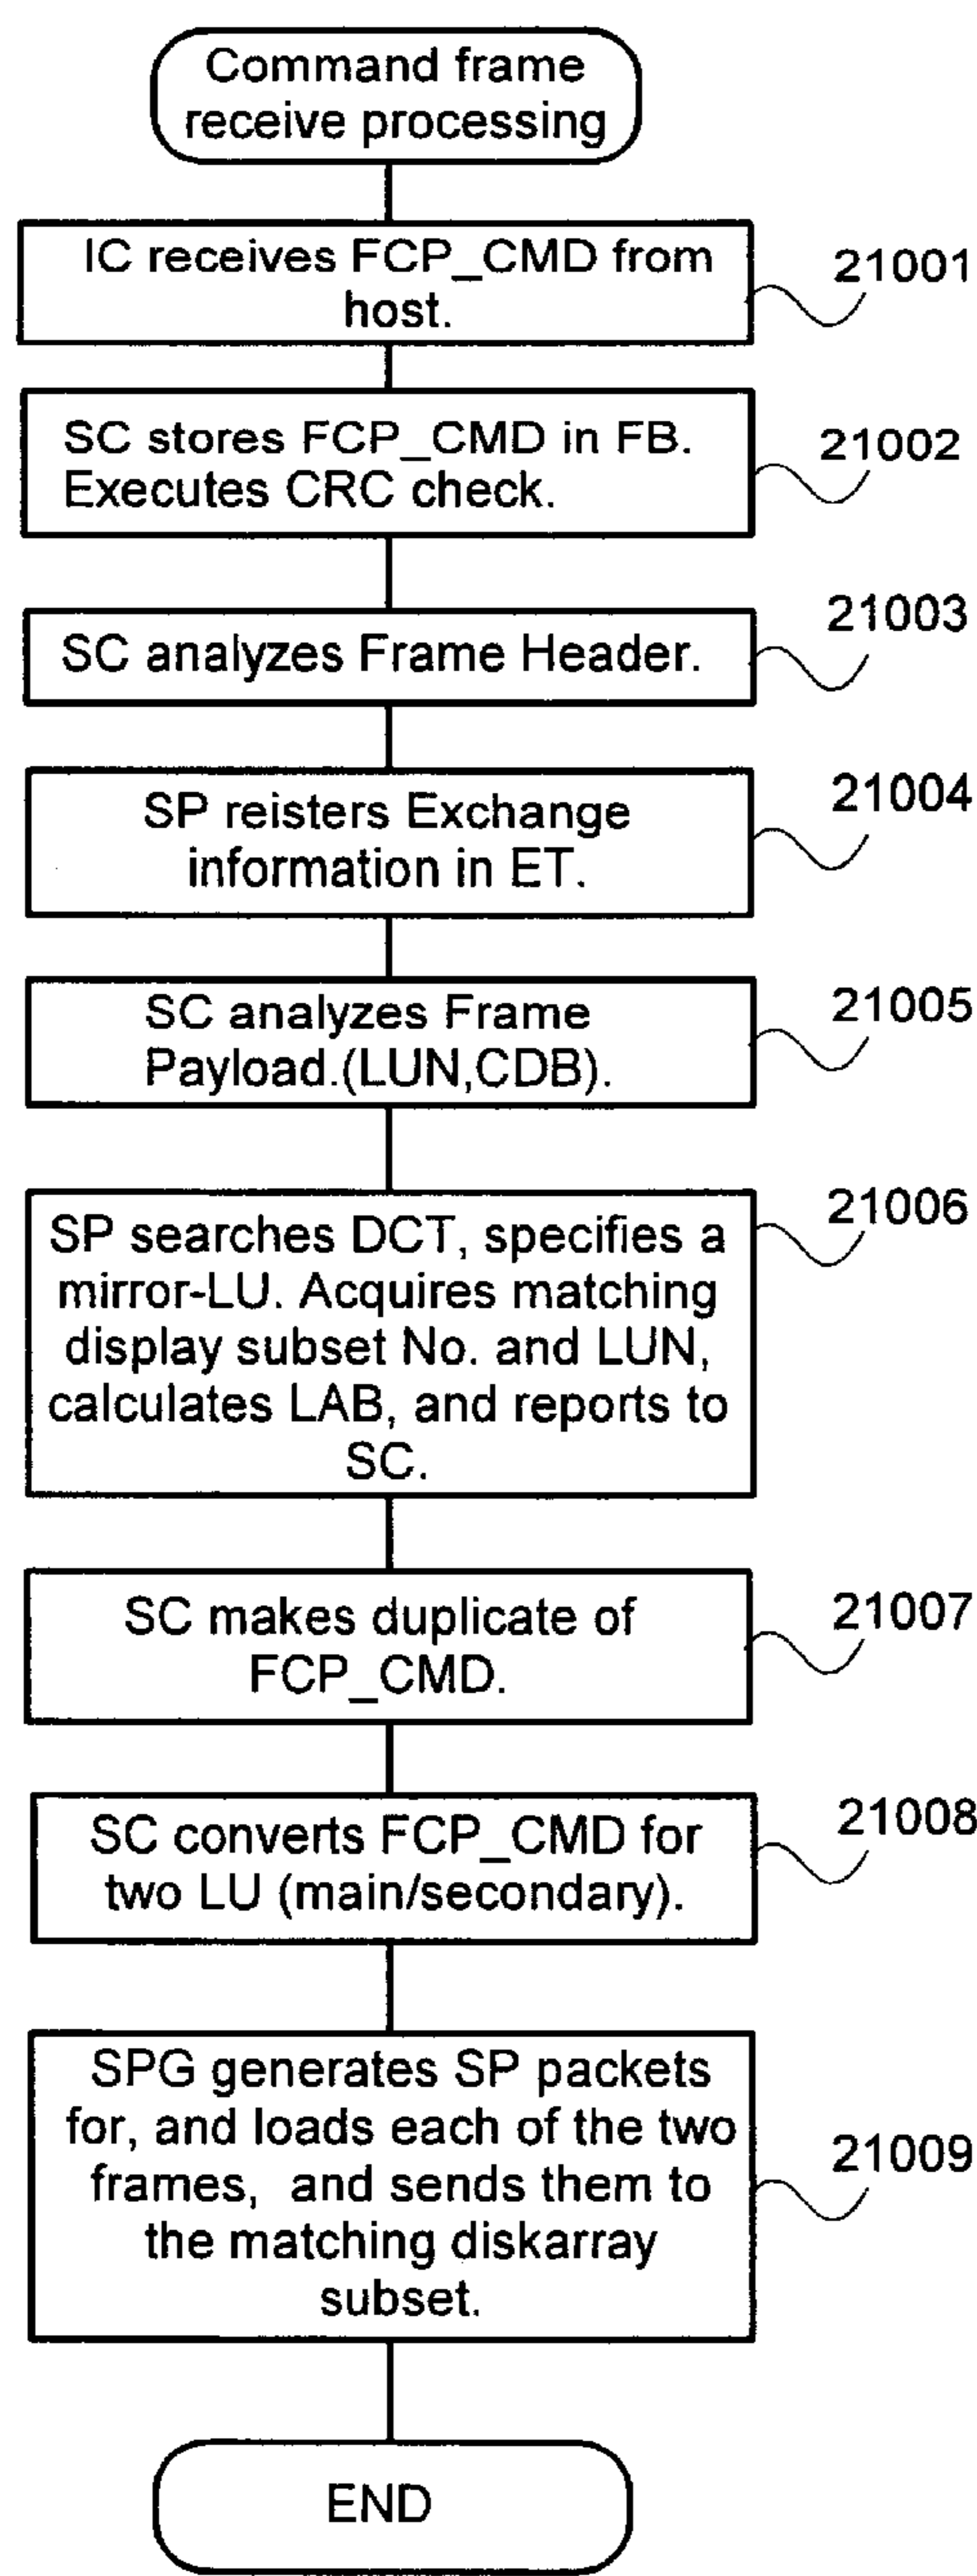 Command frame
receive processing
IC receives FCP_CMD from
host.
21001
SC stores FCP_CMD in FB.
Executes CRC check.
21002
SC analyzes Frame Header.
21003
SP reisters Exchange
information in ET.
21004
SC analyzes Frame
Payload.(LUN,CDB).
21005
SP searches DCT, specifies a
mirror-LU. Acquires matching
display subset No. and LUN,
calculates LAB, and reports to
SC.
21006
SC makes duplicate of
FCP_CMD.
21007
SC converts FCP_CMD for
two LU (main/secondary).
21008
SPG generates SP packets
for, and loads each of the two
frames, and sends them to
the matching diskarray
subset.
21009
END